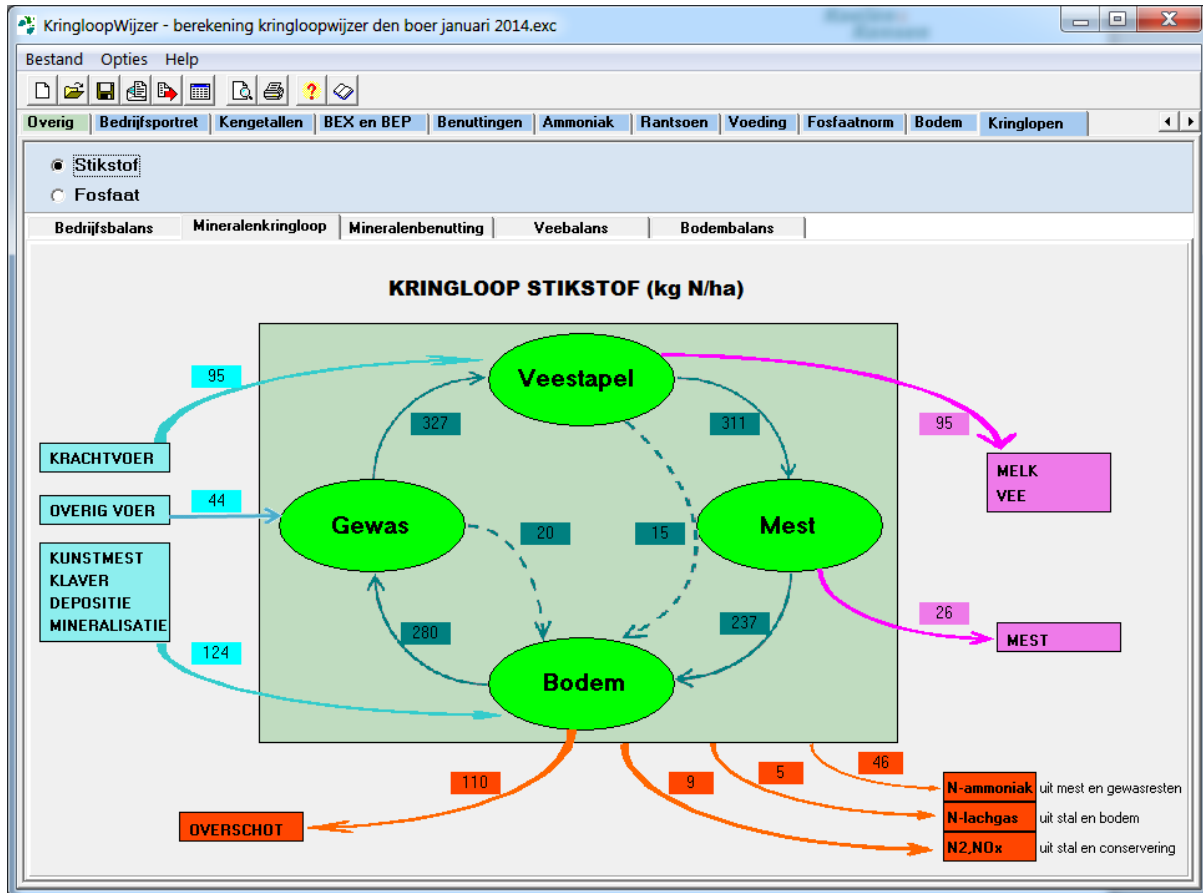 KringloopWijzer - berekening kringloopwijzer den boer januari 2014.exc
Bestand Opties Help
Overig Bedrijfsportret Kengetallen BEX en BEP Benuttingen Ammoniak Rantsoen Voeding Fosfaatnorm Bodem Kringlopen
Stikstof
Fosfaat
Bedrijfsbalans Mineralenkringloop Mineralenbenutting Veebalans Bodembalans
KRINGLOOP STIKSTOF (kg N/ha)
Veestapel
95
327
311
95
KRACHTVOER
MELK
VEE
OVERIG VOER
44
Gewas
20
15
Mest
KUNSTMEST
KLAVER
DEPOSITIE
MINERALISATIE
280
237
26
MEST
124
Bodem
110
9
5
46
OVERSCHOT
N-ammoniak uit mest en gewasresten
N-lachgas uit stal en bodem
N2,NOx uit stal en conservering